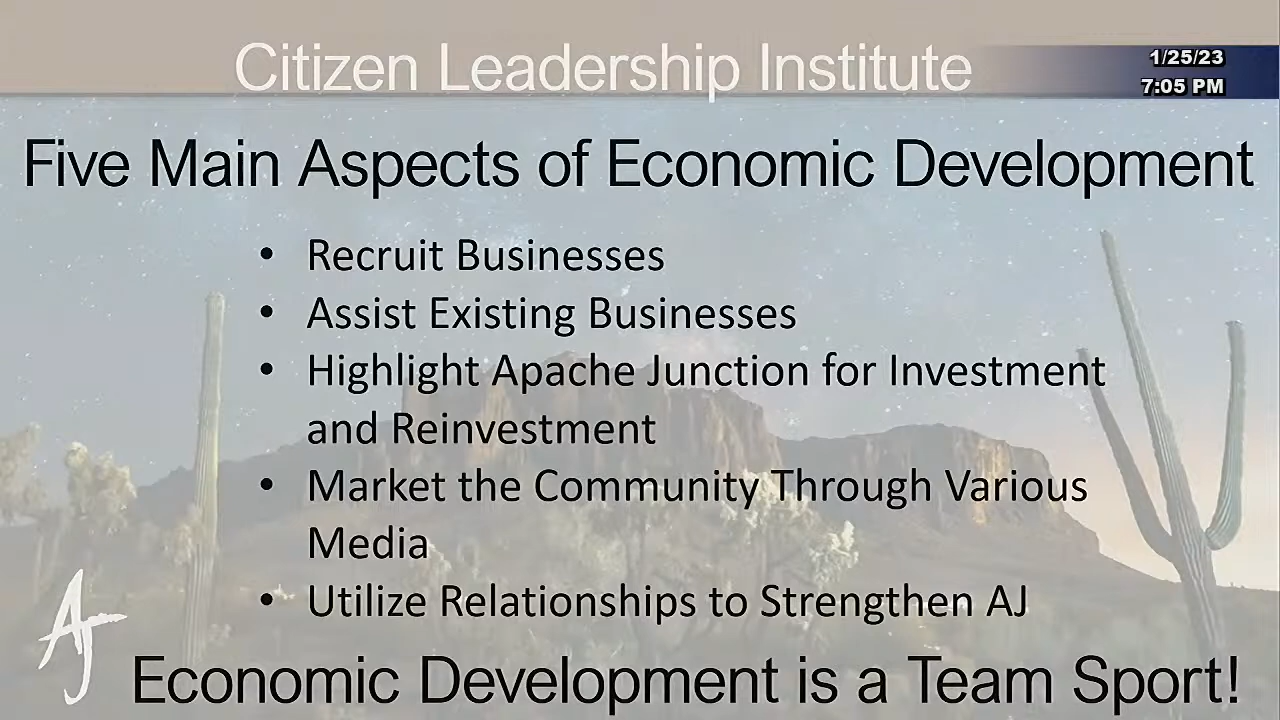 Citizen Leadership Institute
1/25/23
7:05 PM
Five Main Aspects of Economic Development
• Recruit Businesses
• Assist Existing Businesses
• Highlight Apache Junction for Investment
and Reinvestment
• Market the Community Through Various
Media
• Utilize Relationships to Strengthen AJ
AJ
Economic Development is a Team Sport!